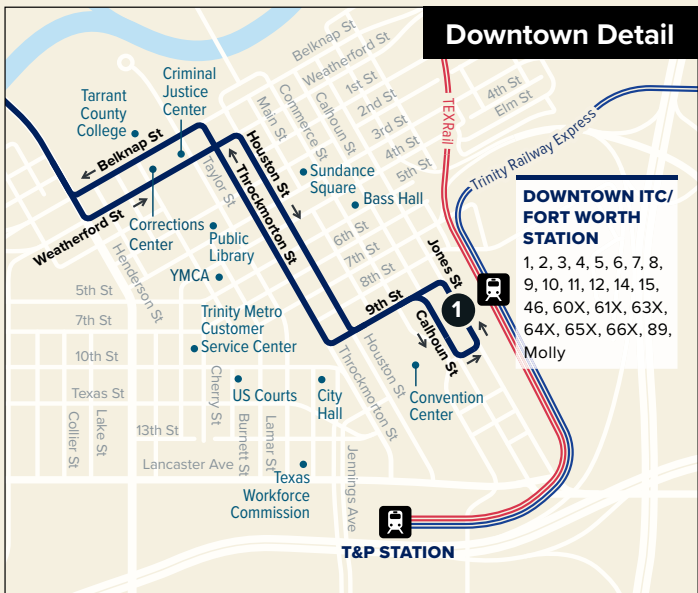 Downtown Detail
Belknap St
Weatherford St
1st St
2nd St
3rd St
4th St
5th St
4th St
Elm St
Main St
Commerce St
Calhoun St
TEXRail
Trinity Railway Express
Criminal
Justice
Center
Tarrant
County
College
Belknap St
Houston St
Throckmorton St
Taylor St
Sundance
Square
Bass Hall
Weatherford St
Corrections
Center
Public
Library
YMCA
Henderson St
6th St
7th St
8th St
9th St
Jones St
Calhoun St
1
DOWNTOWN ITC/
FORT WORTH
STATION
1, 2, 3, 4, 5, 6, 7, 8,
9, 10, 11, 12, 14, 15,
46, 60X, 61X, 63X,
64X, 65X, 66X, 89,
Molly
5th St
7th St
10th St
Texas St
13th St
Lancaster Ave
Trinity Metro
Customer
Service Center
US Courts
City
Hall
Convention
Center
Houston St
Throckmorton St
Collier St
Lake St
Cherry St
Burnett St
Lamar St
Jennings Ave
Texas
Workforce
Commission
T&P STATION